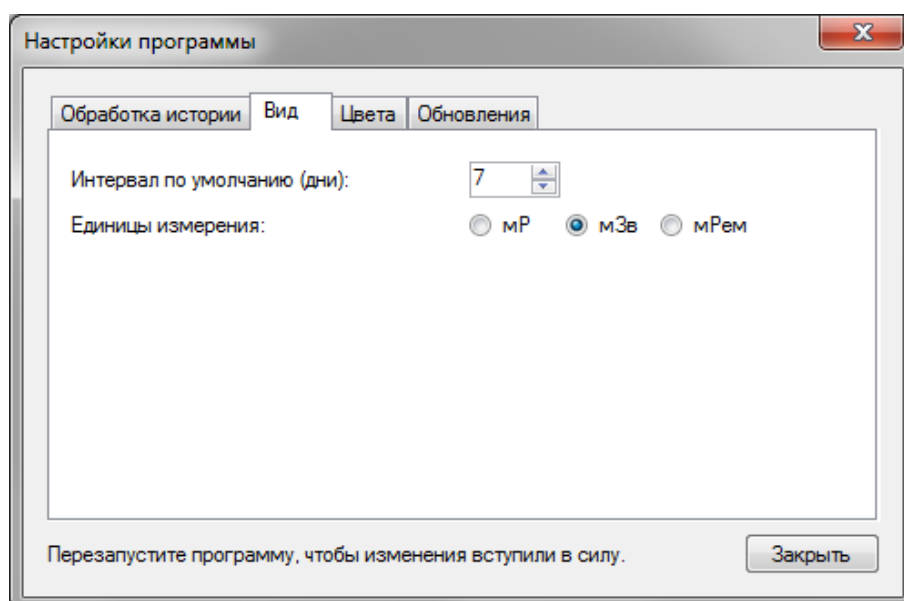 Настройки программы
Обработка истории Вид Цвета Обновления
Интервал по умолчанию (дни): 7
Единицы измерения: мР мЗв мРем
Перезапустите программу, чтобы изменения вступили в силу. Закрыть